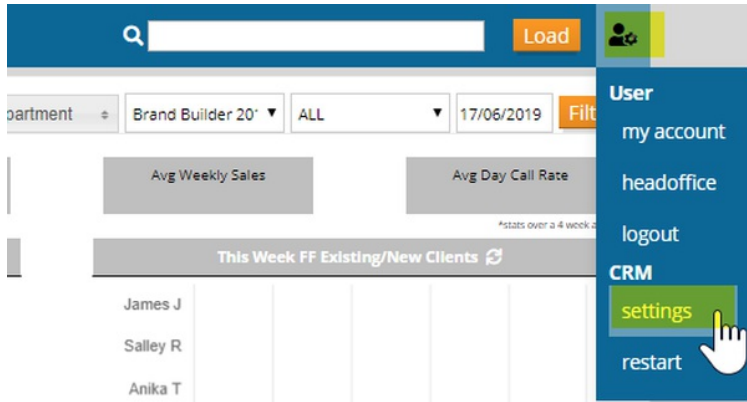 Load
User
my account
headoffice
logout
CRM
settings
restart
partment Brand Builder 20 ALL 17/06/2019 Filt
Avg Weekly Sales Avg Day Call Rate
*stats over a 4 week a
This Week FF Existing/New Clients
James J
Salley R
Anika T